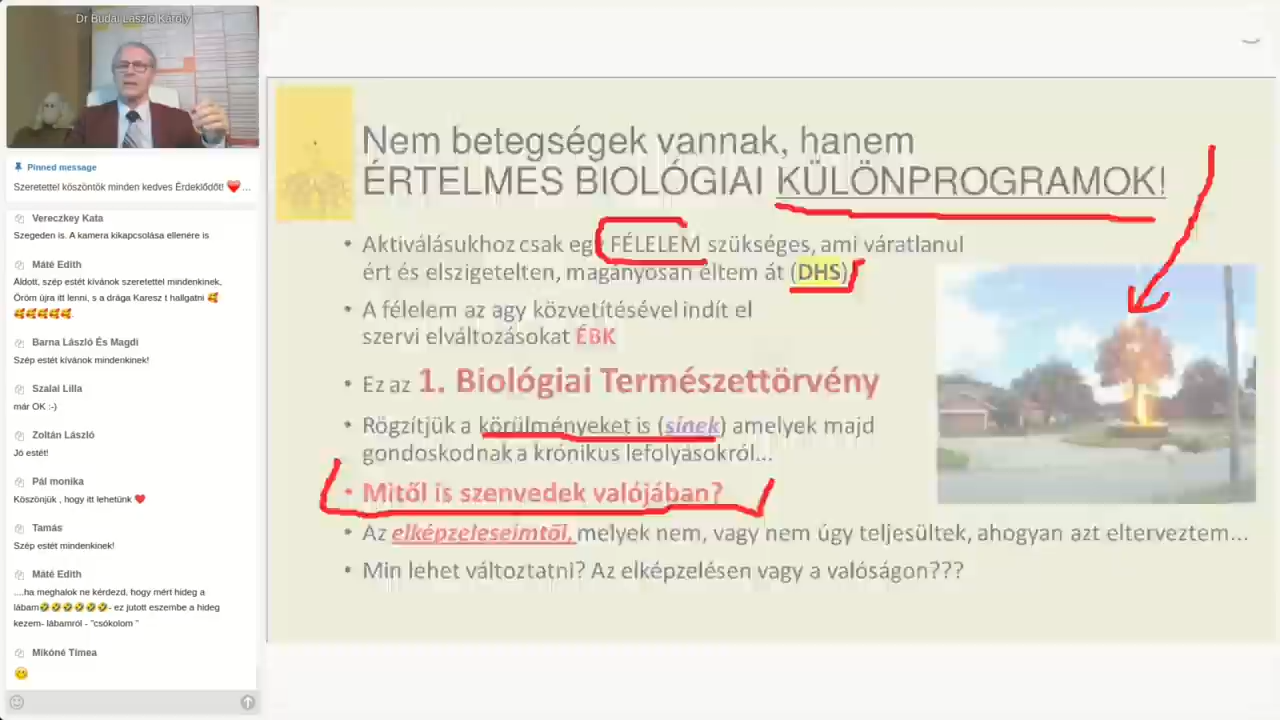 Dr Budai László Károly
Pinned message
Szeretettel köszöntök minden kedves Érdeklődőt! ❤️ ...
Vereczkey Kata
Szegeden is. A kamera kikapcsolása ellenére is
Máté Edith
Áldott, szép estét kívánok szeretettel mindenkinek,
Öröm újra itt lenni, s a drága Karesz t hallgatni 🥰
🥰🥰🥰🥰🥰.
Barna László És Magdi
Szép estét kívánok mindenkinek!
Szalai Lilla
már OK :-)
Zoltán László
Jó estét!
Pál monika
Köszönjük , hogy itt lehetünk ❤️
Tamás
Szép estét mindenkinek!
Máté Edith
....ha meghalok ne kérdezd, hogy mért hideg a
lábam🤣🤣🤣🤣🤣🤣- ez jutott eszembe a hideg
kezem- lábamról - "csókolom "
Mikóné Tímea
Nem betegségek vannak, hanem
ÉRTELMES BIOLÓGIAI KÜLÖNPROGRAMOK!
• Aktiválásukhoz csak egy FÉLELEM szükséges, ami váratlanul
ért és elszigetelten, magányosan éltem át (DHS)
• A félelem az agy közvetítésével indít el
szervi elváltozásokat ÉBK
• Ez az 1. Biológiai Természettörvény
• Rögzítjük a körülményeket is (sínek) amelyek majd
gondoskodnak a krónikus lefolyásokról...
• Mitől is szenvedek valójában?
• Az elképzeleseimtől, melyek nem, vagy nem úgy teljesültek, ahogyan azt elterveztem...
• Min lehet változtatni? Az elképzelésen vagy a valóságon???